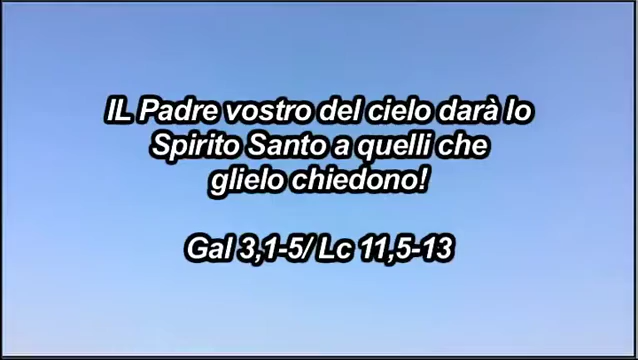 IL Padre vostro del cielo darà lo
Spirito Santo a quelli che
glielo chiedono!
Gal 3,1-5/ Lc 11,5-13